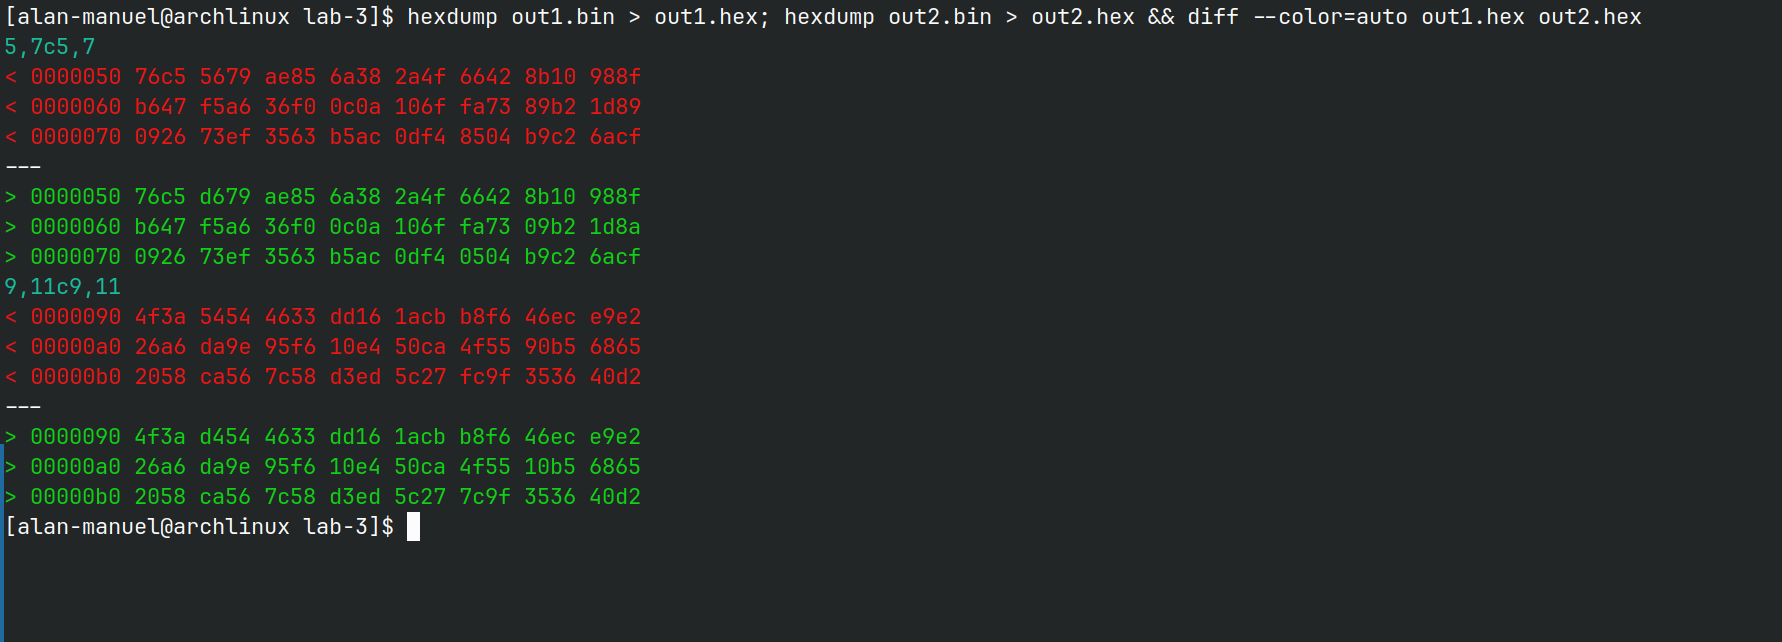 [alan-manuel@archlinux lab-3]$ hexdump out1.bin > out1.hex; hexdump out2.bin > out2.hex && diff --color=auto out1.hex out2.hex
5,7c5,7
< 0000050 76c5 5679 ae85 6a38 2a4f 6642 8b10 988f
< 0000060 b647 f5a6 36f0 0c0a 106f fa73 89b2 1d89
< 0000070 0926 73ef 3563 b5ac 0df4 8504 b9c2 6acf
---
> 0000050 76c5 d679 ae85 6a38 2a4f 6642 8b10 988f
> 0000060 b647 f5a6 36f0 0c0a 106f fa73 09b2 1d8a
> 0000070 0926 73ef 3563 b5ac 0df4 0504 b9c2 6acf
9,11c9,11
< 0000090 4f3a 5454 4633 dd16 1acb b8f6 46ec e9e2
< 00000a0 26a6 da9e 95f6 10e4 50ca 4f55 90b5 6865
< 00000b0 2058 ca56 7c58 d3ed 5c27 fc9f 3536 40d2
---
> 0000090 4f3a d454 4633 dd16 1acb b8f6 46ec e9e2
> 00000a0 26a6 da9e 95f6 10e4 50ca 4f55 10b5 6865
> 00000b0 2058 ca56 7c58 d3ed 5c27 7c9f 3536 40d2
[alan-manuel@archlinux lab-3]$